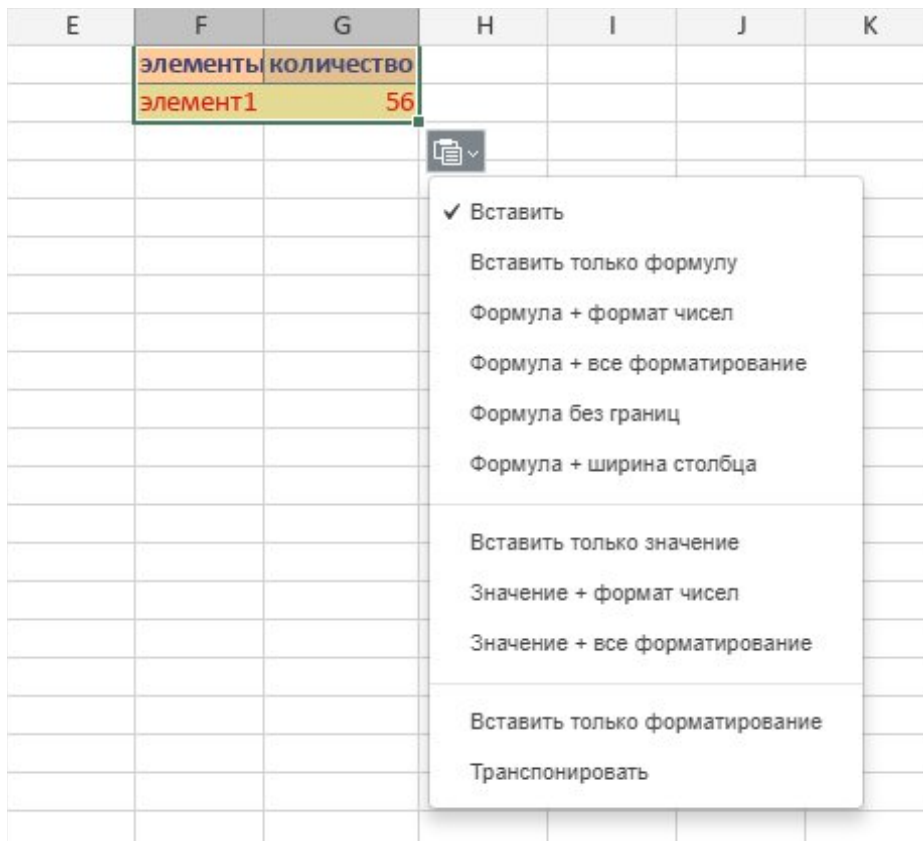 E F G H I J K
элементы количество
элемент1 56
Вставить
Вставить только формулу
Формула + формат чисел
Формула + все форматирование
Формула без границ
Формула + ширина столбца
Вставить только значение
Значение + формат чисел
Значение + все форматирование
Вставить только форматирование
Транспонировать